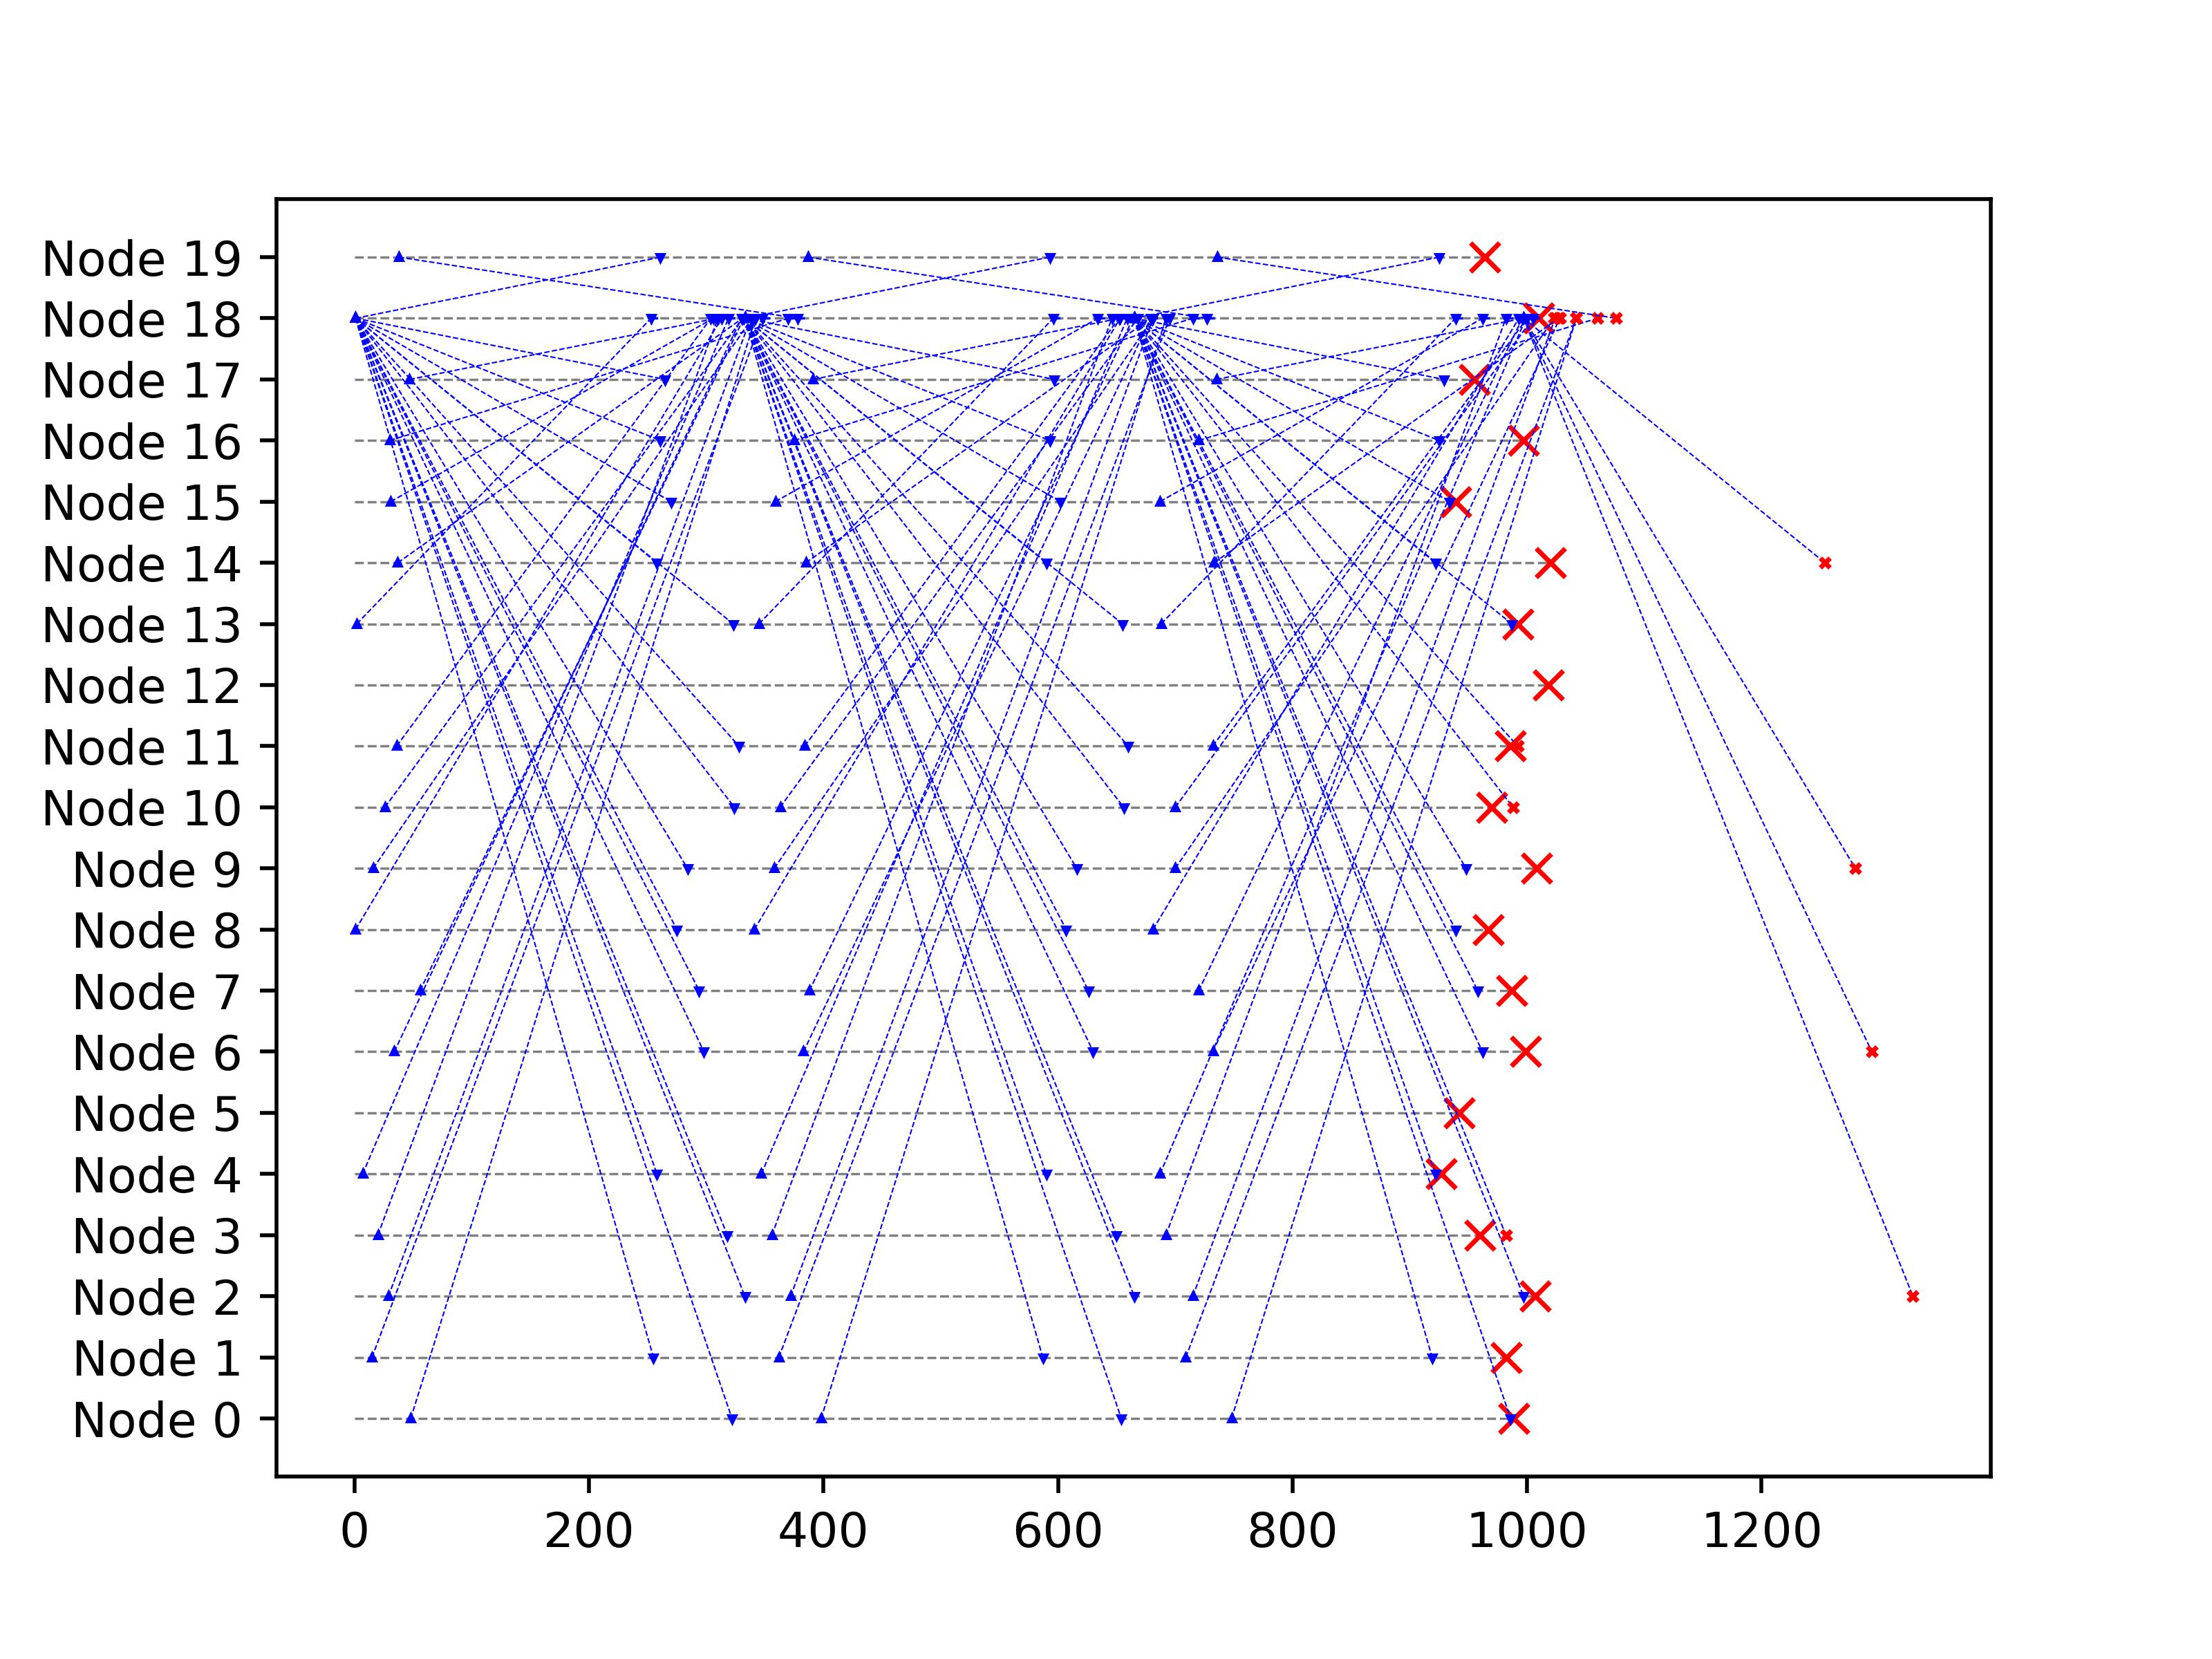 Node 19
Node 18
Node 17
Node 16
Node 15
Node 14
Node 13
Node 12
Node 11
Node 10
Node 9
Node 8
Node 7
Node 6
Node 5
Node 4
Node 3
Node 2
Node 1
Node 0
0 200 400 600 800 1000 1200